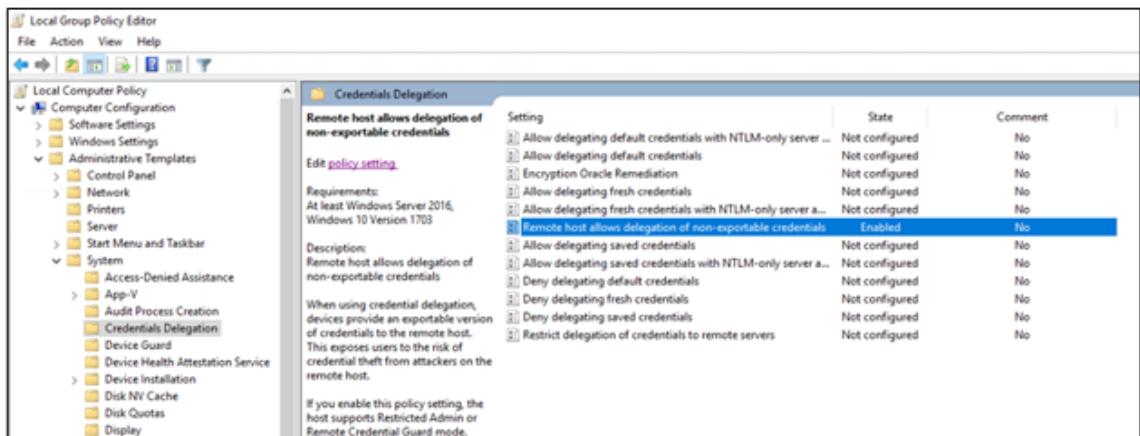 Local Group Policy Editor
File Action View Help
Local Computer Policy
Computer Configuration
Software Settings
Windows Settings
Administrative Templates
Control Panel
Network
Printers
Server
Start Menu and Taskbar
System
Access-Denied Assistance
App-V
Audit Process Creation
Credentials Delegation
Device Guard
Device Health Attestation Service
Device Installation
Disk NV Cache
Disk Quotas
Display
Credentials Delegation
Remote host allows delegation of
non-exportable credentials
Edit policy setting
Requirements:
At least Windows Server 2016,
Windows 10 Version 1703
Description:
Remote host allows delegation of
non-exportable credentials
When using credential delegation,
devices provide an exportable version
of credentials to the remote host.
This exposes users to the risk of
credential theft from attackers on the
remote host.
If you enable this policy setting, the
host supports Restricted Admin or
Remote Credential Guard mode.
Setting State Comment
Allow delegating default credentials with NTLM-only server ... Not configured No
Allow delegating default credentials Not configured No
Encryption Oracle Remediation Not configured No
Allow delegating fresh credentials Not configured No
Allow delegating fresh credentials with NTLM-only server a... Not configured No
Remote host allows delegation of non-exportable credentials Enabled No
Allow delegating saved credentials Not configured No
Allow delegating saved credentials with NTLM-only server a... Not configured No
Deny delegating default credentials Not configured No
Deny delegating fresh credentials Not configured No
Deny delegating saved credentials Not configured No
Restrict delegation of credentials to remote servers Not configured No